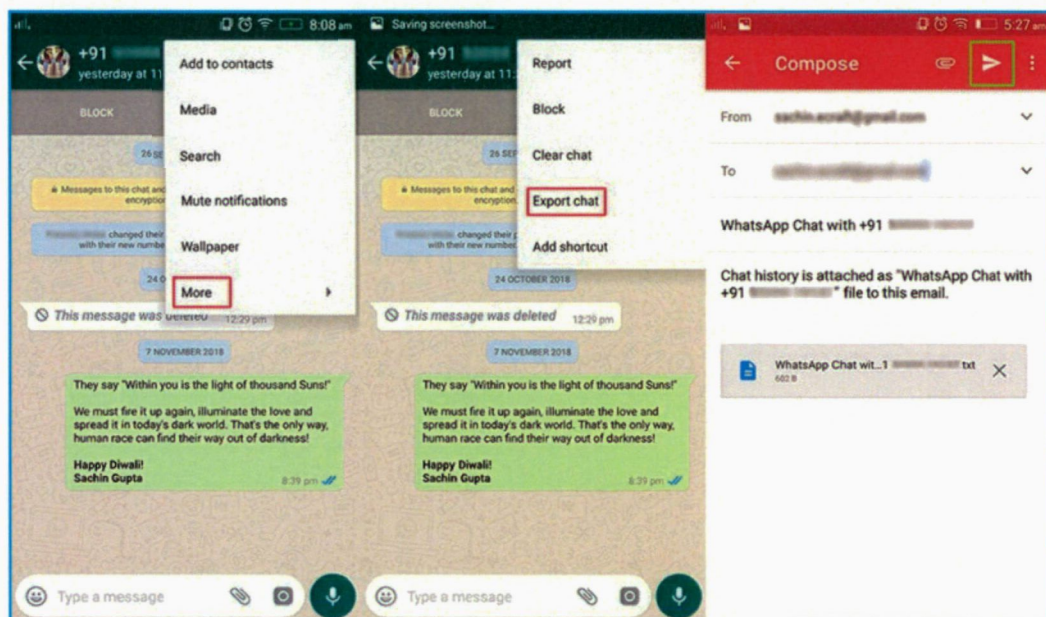 8:08 am
+91
yesterday at 11
BLOCK
Add to contacts
Media
Search
Mute notifications
Wallpaper
More
26 SE
Messages to this chat and
encryption.
changed their p
with their new number.
24 O
This message was deleted 12:29 pm
7 NOVEMBER 2018
They say "Within you is the light of thousand Suns!"
We must fire it up again, illuminate the love and
spread it in today's dark world. That's the only way,
human race can find their way out of darkness!
Happy Diwali!
Sachin Gupta
8:39 pm
Type a message
Saving screenshot...
+91
yesterday at 11:
BLOCK
Report
Block
Clear chat
Export chat
Add shortcut
26 SEP
Messages to this chat and
encryption.
changed their p
with their new number.
24 OCTOBER 2018
This message was deleted 12:29 pm
7 NOVEMBER 2018
They say "Within you is the light of thousand Suns!"
We must fire it up again, illuminate the love and
spread it in today's dark world. That's the only way,
human race can find their way out of darkness!
Happy Diwali!
Sachin Gupta
8:39 pm
Type a message
5:27 am
Compose
From
To
WhatsApp Chat with +91
Chat history is attached as "WhatsApp Chat with
+91 " file to this email.
WhatsApp Chat wit...1 txt
602 B